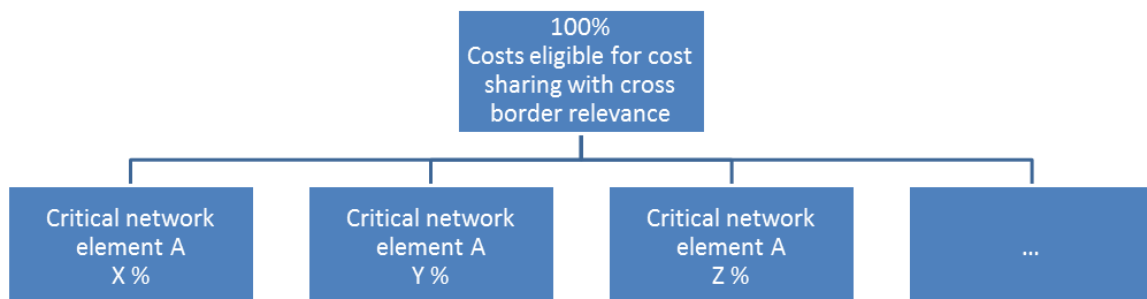 100%
Costs eligible for cost
sharing with cross
border relevance
Critical network
element A
X %
Critical network
element A
Y %
Critical network
element A
Z %
...